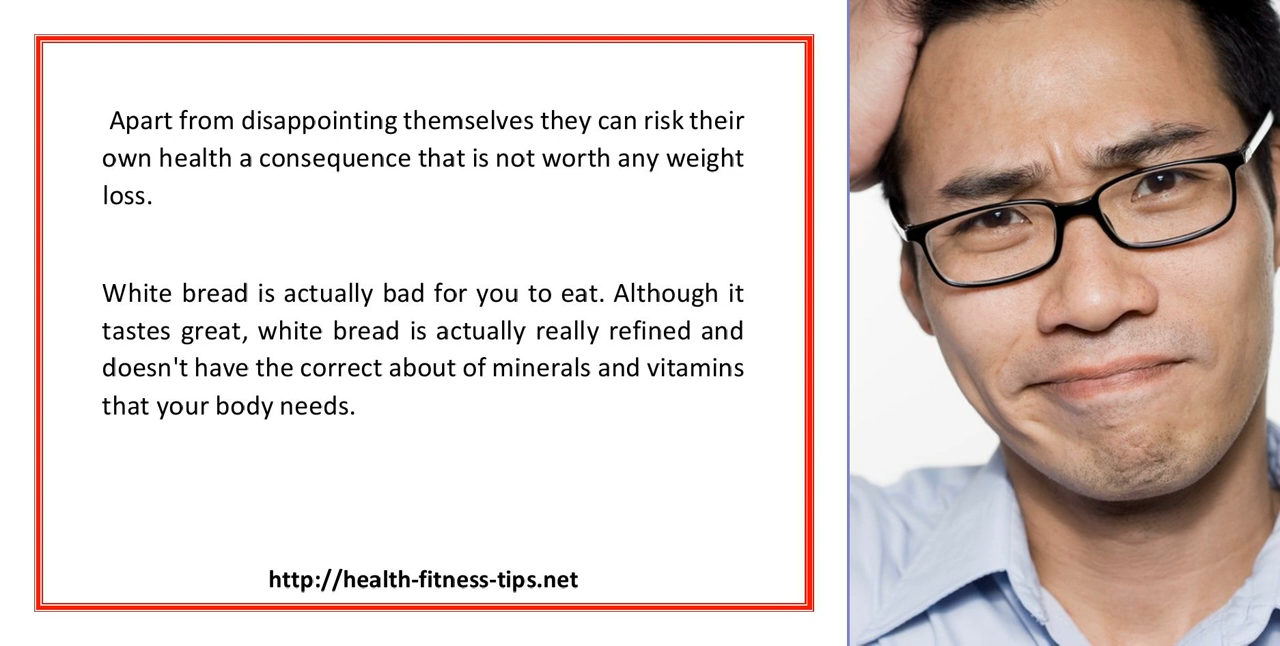 Apart from disappointing themselves they can risk their
own health a consequence that is not worth any weight
loss.
White bread is actually bad for you to eat. Although it
tastes great, white bread is actually really refined and
doesn't have the correct about of minerals and vitamins
that your body needs.
http://health-fitness-tips.net